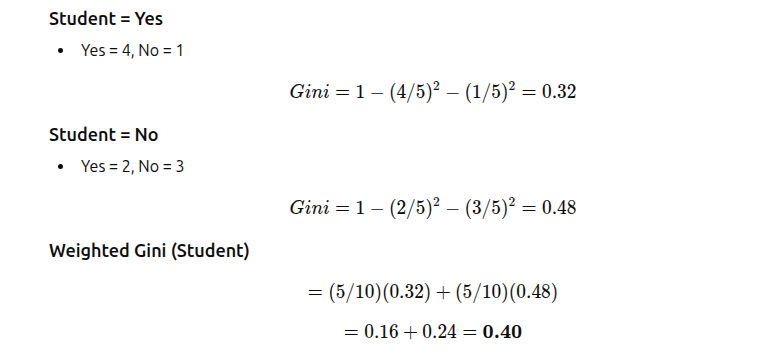 Student = Yes
• Yes = 4, No = 1
Gini = 1 − (4/5)² − (1/5)² = 0.32
Student = No
• Yes = 2, No = 3
Gini = 1 − (2/5)² − (3/5)² = 0.48
Weighted Gini (Student)
= (5/10)(0.32) + (5/10)(0.48)
= 0.16 + 0.24 = 0.40